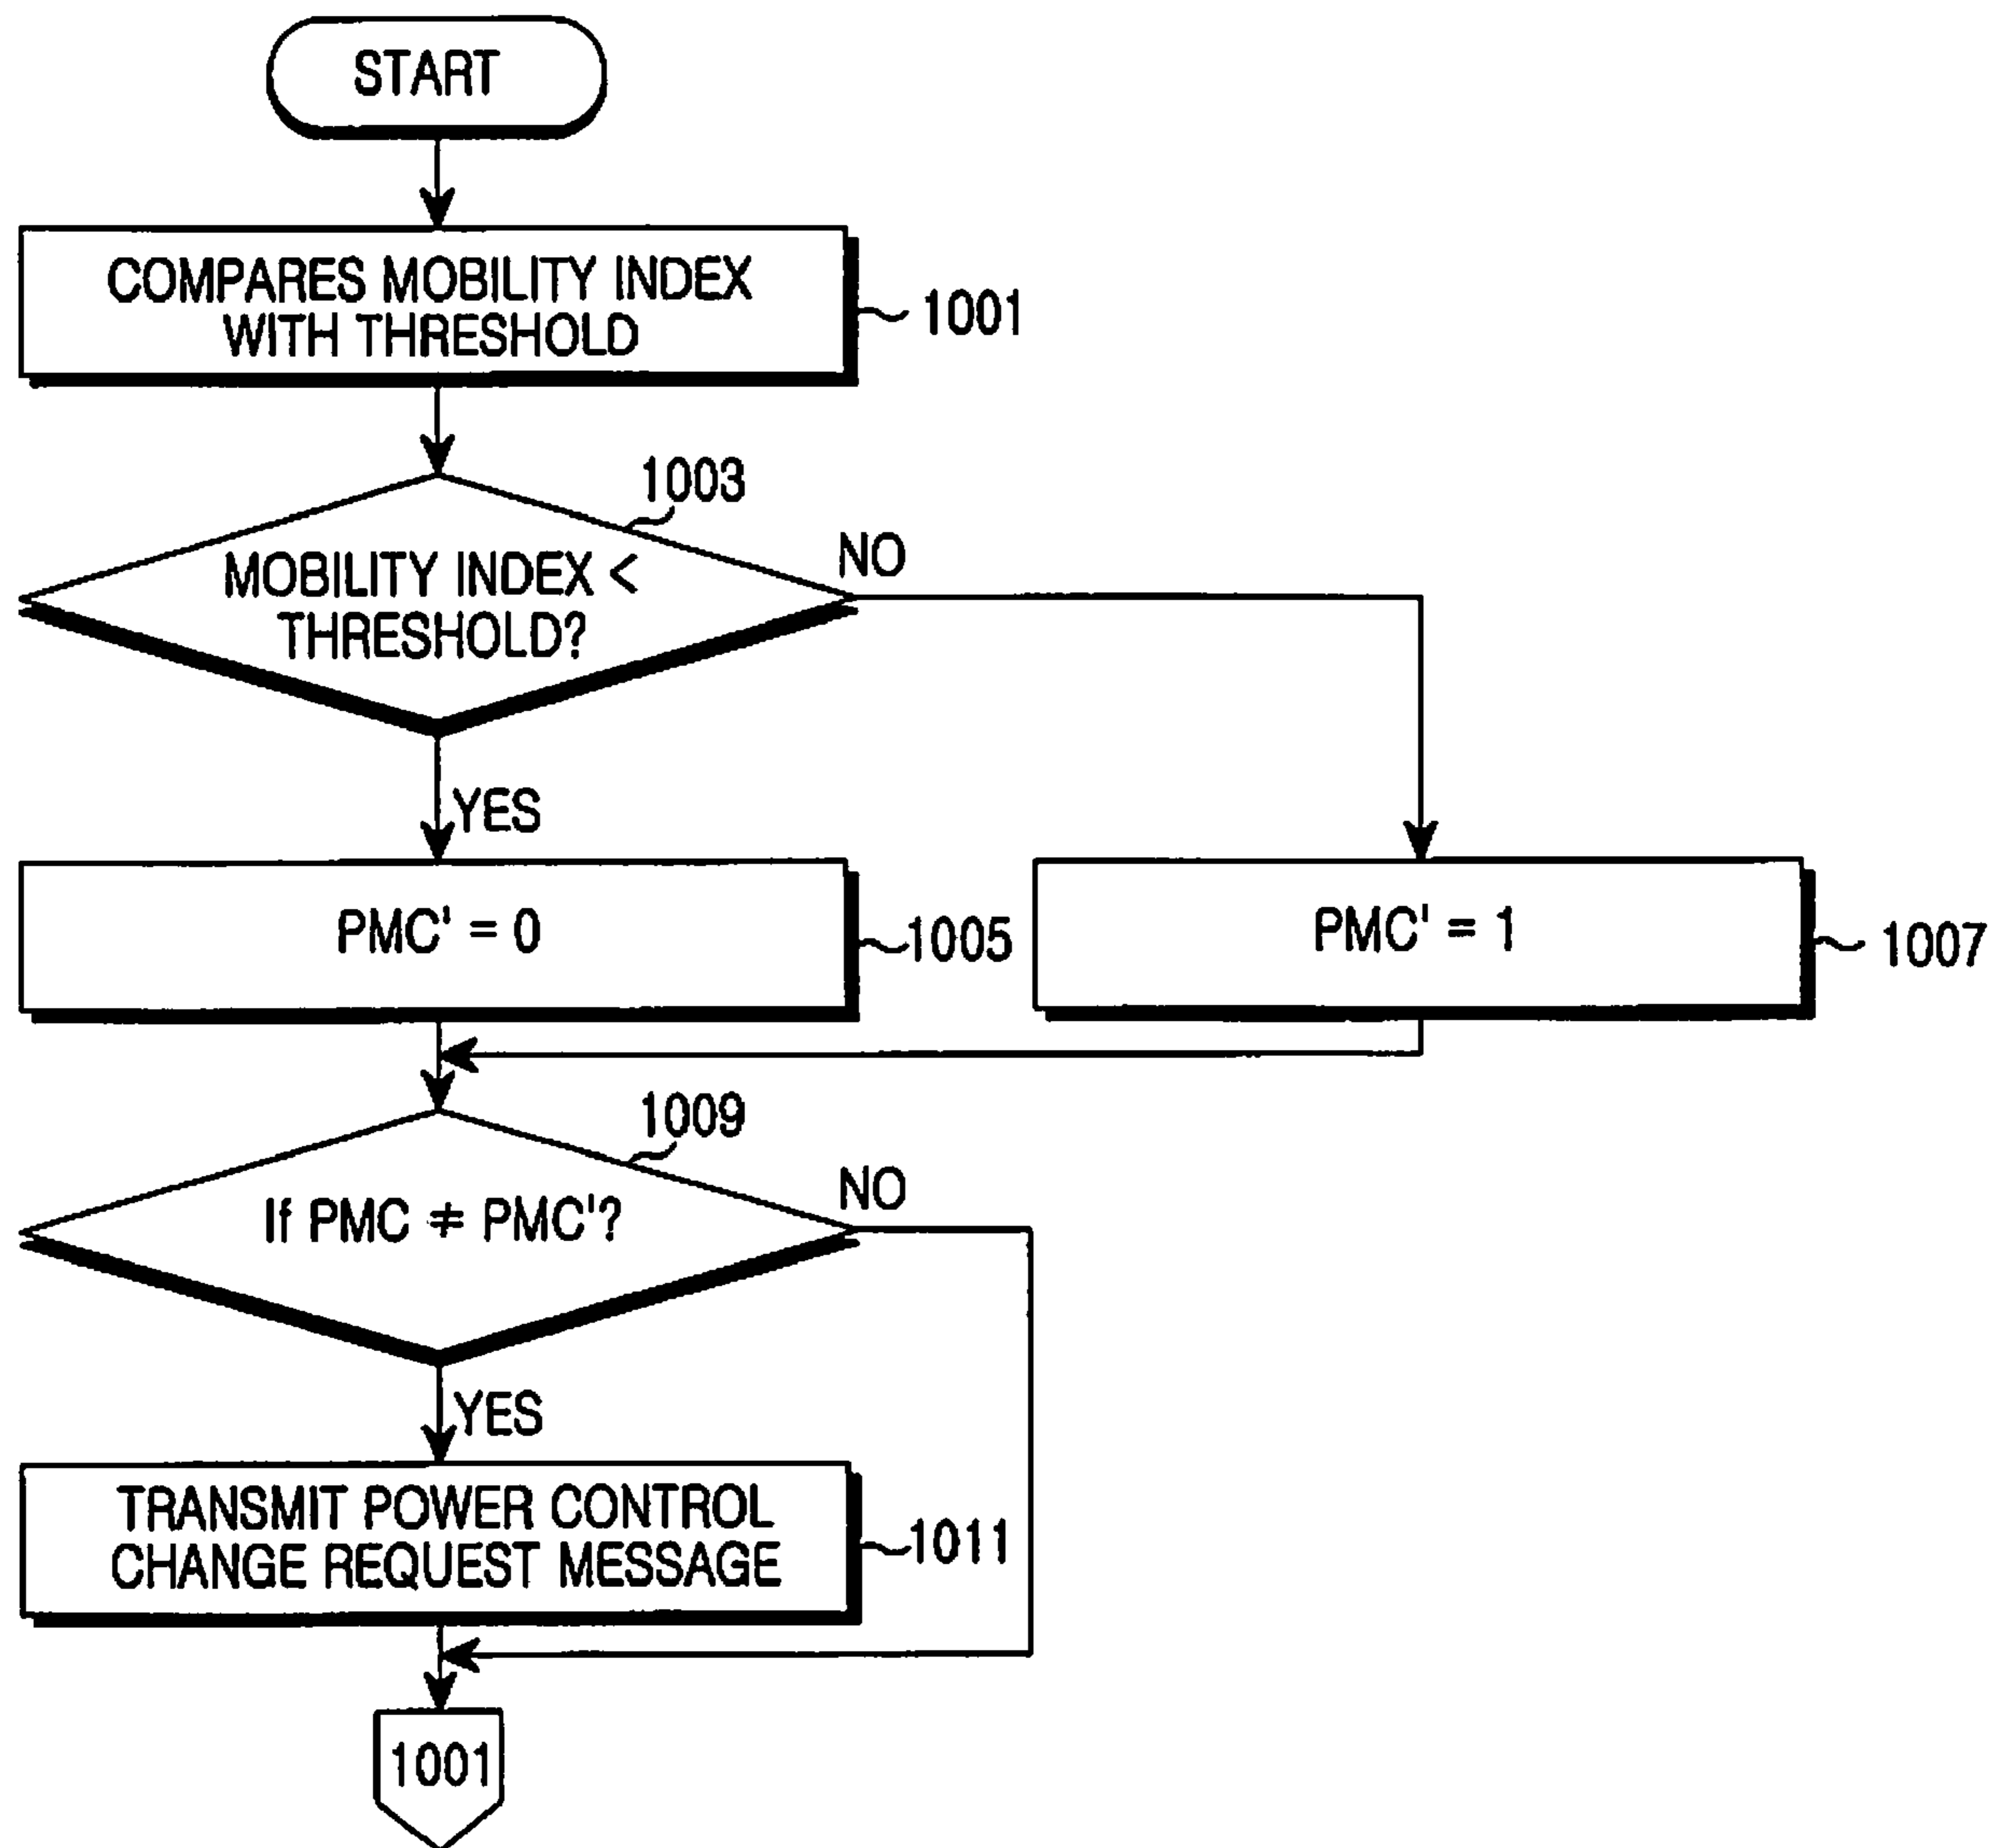 START
COMPARES MOBILITY INDEX
WITH THRESHOLD
1001
1003
MOBILITY INDEX <
THRESHOLD?
NO
YES
PMC' = 0
1005
PMC' = 1
1007
1009
If PMC ≠ PMC'?
NO
YES
TRANSMIT POWER CONTROL
CHANGE REQUEST MESSAGE
1011
1001